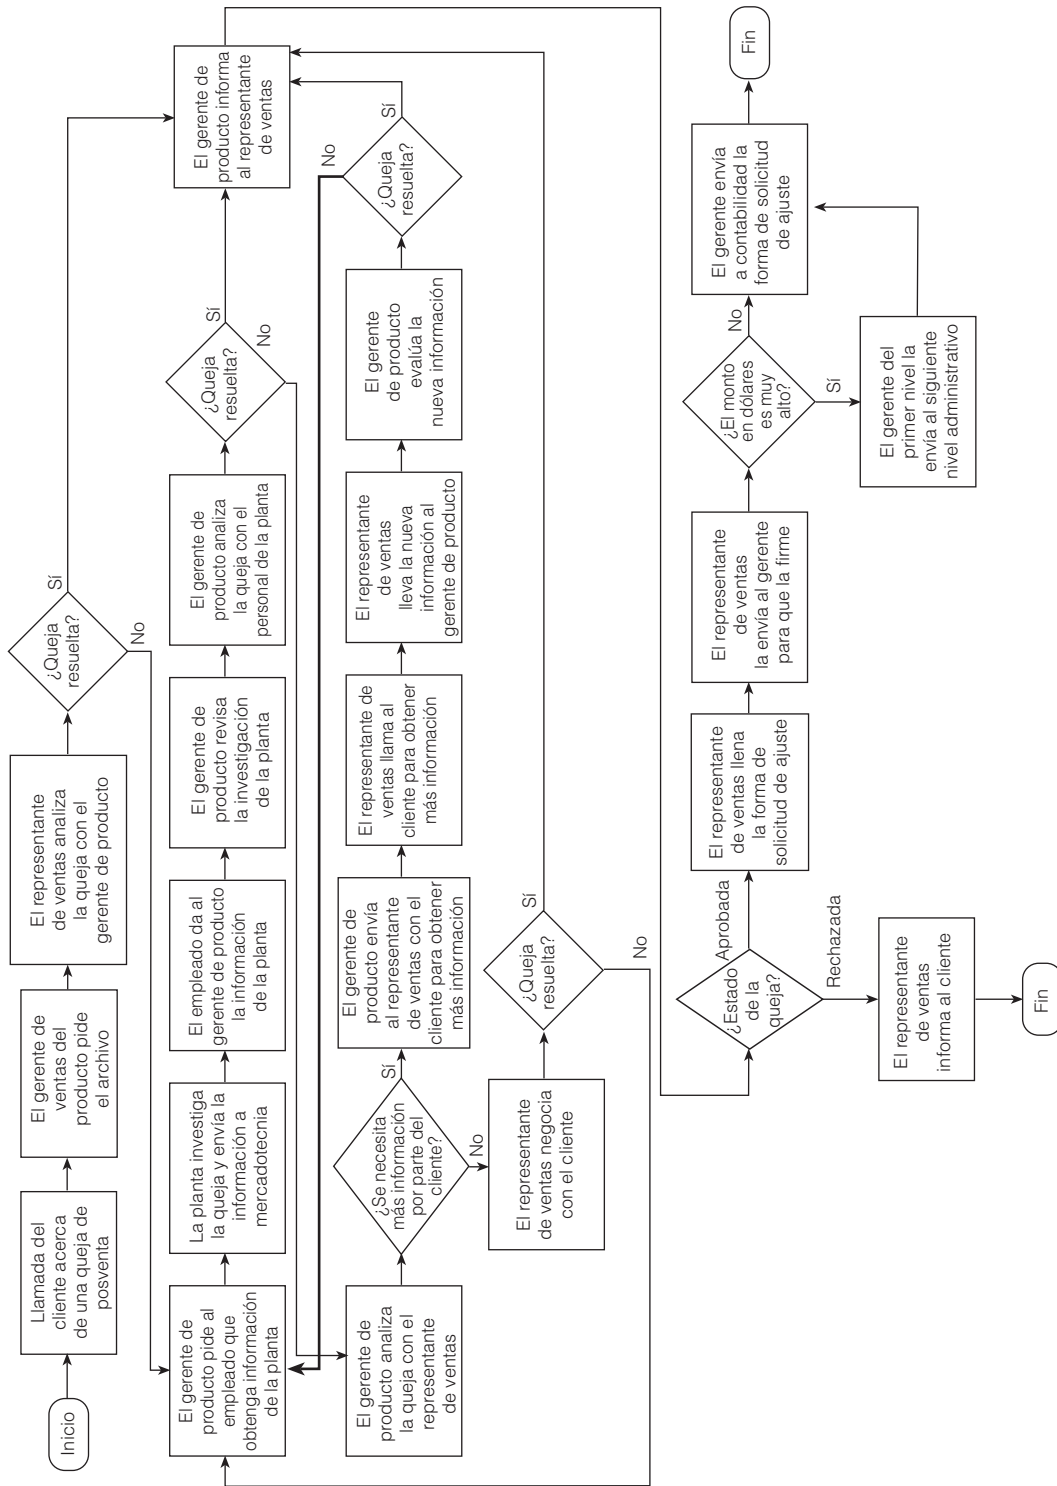 Inicio
Llamada del
cliente acerca
de una queja de
posventa
El gerente de
ventas del
producto pide
el archivo
El representante
de ventas analiza
la queja con el
gerente de producto
¿Queja
resuelta?
Sí
No
El gerente de
producto pide al
empleado que
obtenga información
de la planta
La planta investiga
la queja y envía la
información a
mercadotecnia
El empleado da al
gerente de producto
la información
de la planta
El gerente de
producto revisa
la investigación
de la planta
El gerente de
producto analiza
la queja con el
personal de la planta
¿Queja
resuelta?
Sí
No
El gerente de
producto informa
al representante
de ventas
El gerente de
producto analiza
la queja con el
representante
de ventas
¿Se necesita
más información
por parte del
cliente?
Sí
No
El gerente de
producto envía
al representante
de ventas con el
cliente para obtener
más información
El representante de
ventas llama al
cliente para obtener
más información
El representante
de ventas
lleva la nueva
información al
gerente de producto
El gerente
de producto
evalúa la
nueva información
¿Queja
resuelta?
No
Sí
El representante
de ventas negocia
con el cliente
¿Queja
resuelta?
Sí
No
¿Estado
de la
queja?
Aprobada
Rechazada
El representante
de ventas
informa al cliente
Fin
El representante
de ventas llena
la forma de
solicitud de ajuste
El representante
de ventas
la envía al gerente
para que la firme
¿El monto
en dólares
es muy
alto?
No
Sí
El gerente del
primer nivel la
envía al siguiente
nivel administrativo
El gerente envía
a contabilidad la
forma de solicitud
de ajuste
Fin